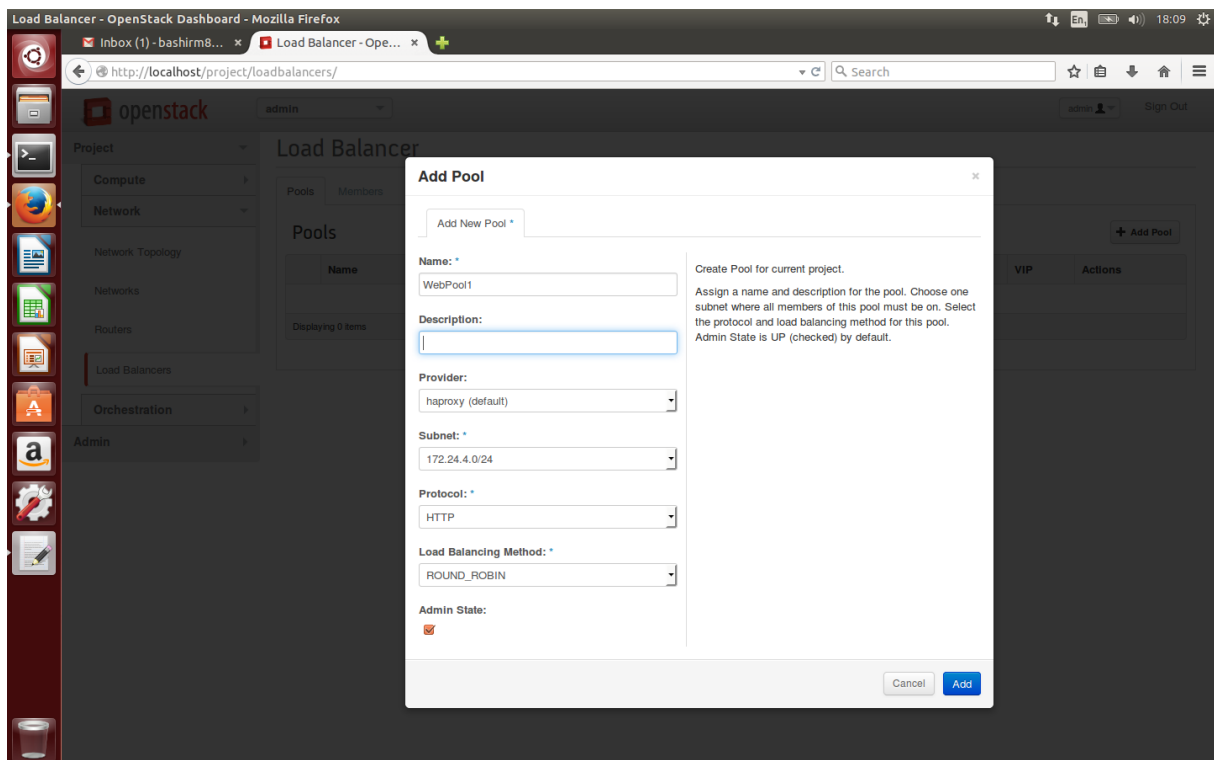 Load Balancer - OpenStack Dashboard - Mozilla Firefox
En1
18:09
Inbox (1) - bashirm8... ×
Load Balancer - Ope... ×
http://localhost/project/loadbalancers/
Search
openstack
admin
admin
Sign Out
Project
Compute
Network
Network Topology
Networks
Routers
Load Balancers
Orchestration
Admin
Load Balancer
Pools
Members
Pools
+ Add Pool
Name
VIP
Actions
Displaying 0 items
Add Pool
×
Add New Pool *
Name: *
WebPool1
Description:
Provider:
haproxy (default)
Subnet: *
172.24.4.0/24
Protocol: *
HTTP
Load Balancing Method: *
ROUND_ROBIN
Admin State:
Create Pool for current project.
Assign a name and description for the pool. Choose one
subnet where all members of this pool must be on. Select
the protocol and load balancing method for this pool.
Admin State is UP (checked) by default.
Cancel
Add